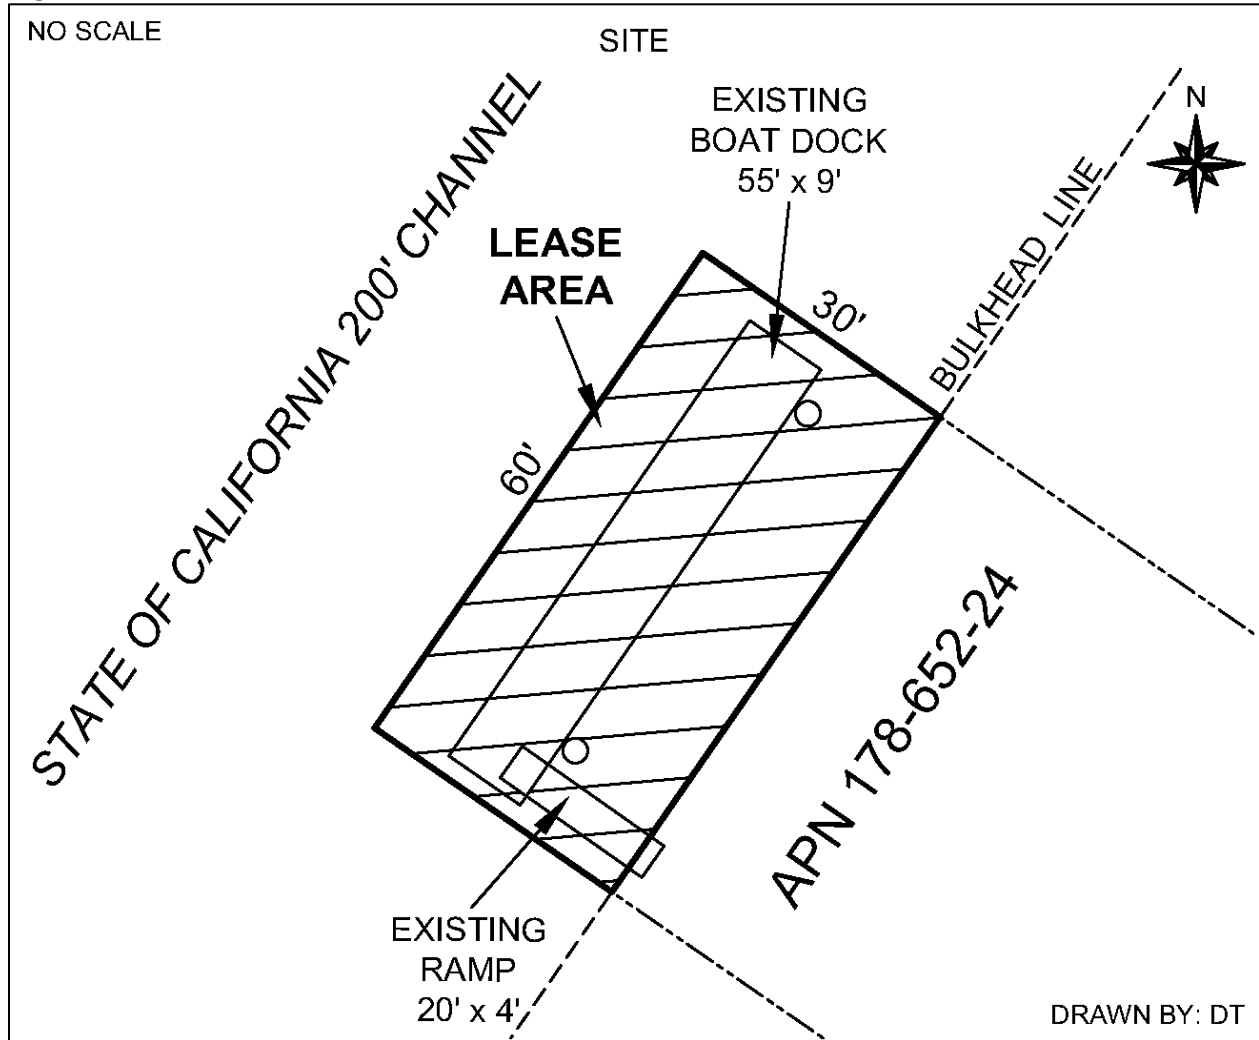 NO SCALE
SITE
N
EXISTING
BOAT DOCK
55' x 9'
STATE OF CALIFORNIA 200' CHANNEL
LEASE
AREA
30'
BULKHEAD LINE
60'
APN 178-652-24
EXISTING
RAMP
20' x 4'
DRAWN BY: DT